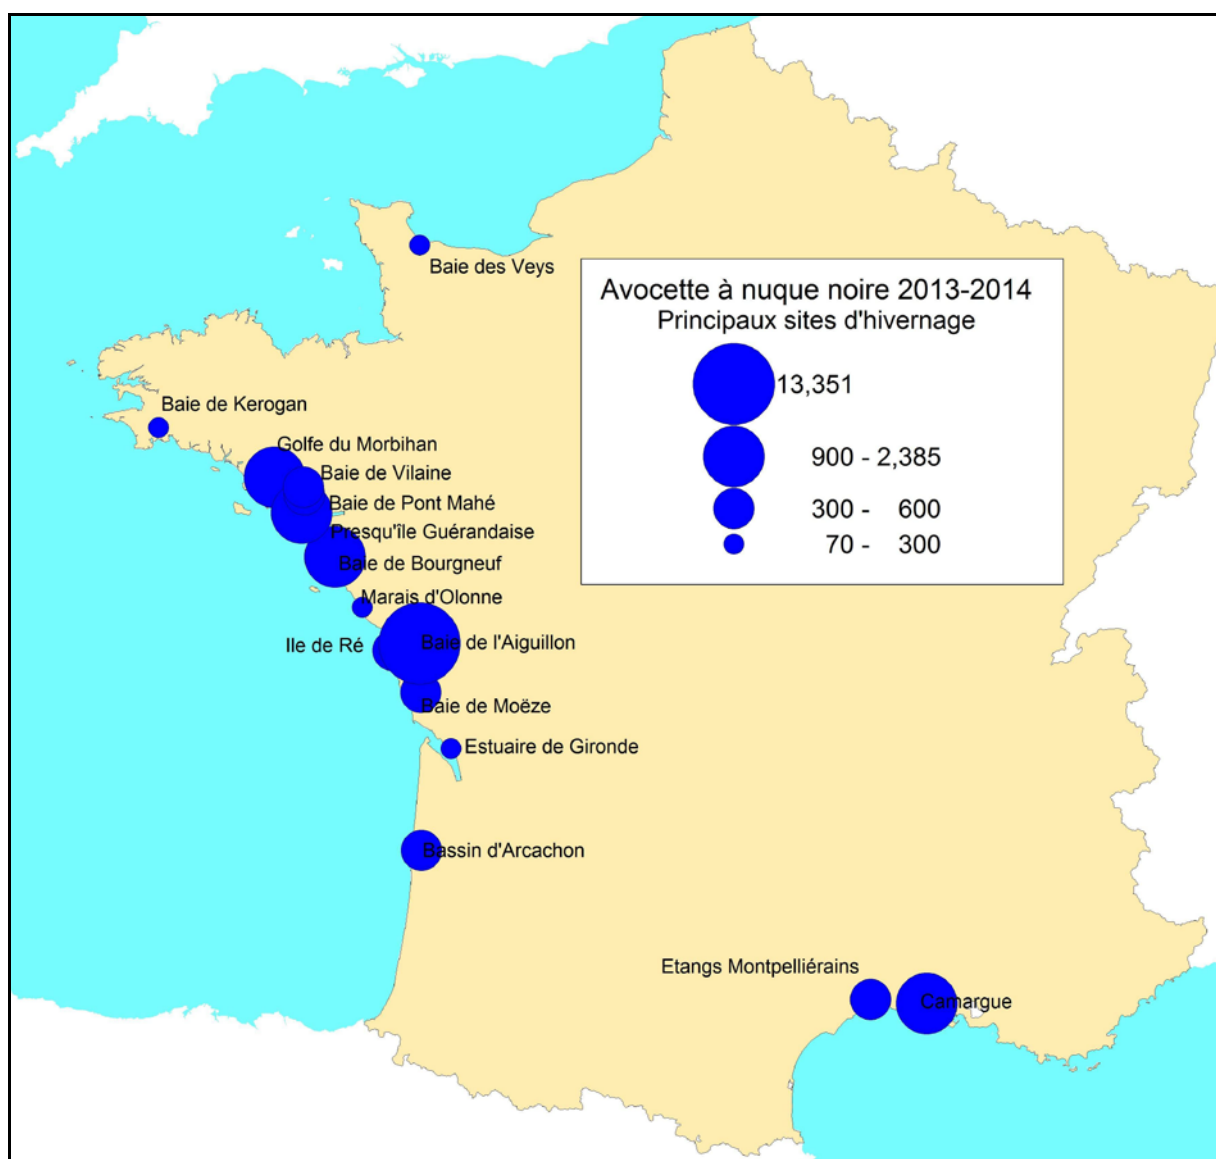 Baie des Veys
Avocette à nuque noire 2013-2014
Principaux sites d'hivernage
13,351
900 - 2,385
300 - 600
70 - 300
Baie de Kerogan
Golfe du Morbihan
Baie de Vilaine
Baie de Pont Mahé
Presqu'île Guérandaise
Baie de Bourgneuf
Marais d'Olonne
Ile de Ré
Baie de l'Aiguillon
Baie de Moëze
Estuaire de Gironde
Bassin d'Arcachon
Etangs Montpelliérains
Camargue